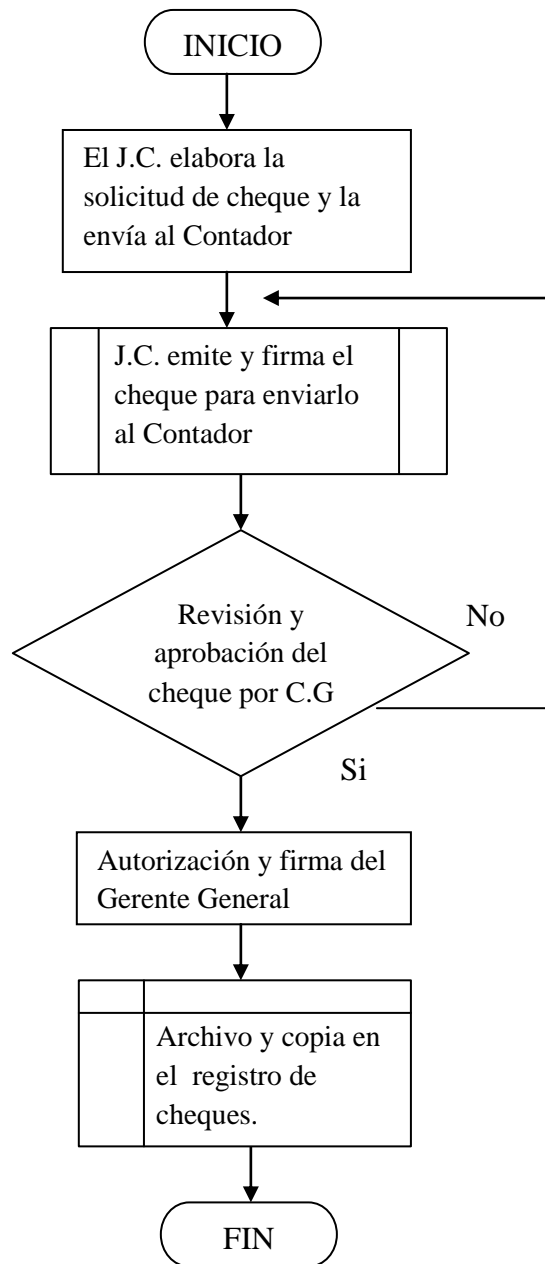 INICIO
El J.C. elabora la
solicitud de cheque y la
envía al Contador
J.C. emite y firma el
cheque para enviarlo
al Contador
Revisión y
aprobación del
cheque por C.G
No
Si
Autorización y firma del
Gerente General
Archivo y copia en
el registro de
cheques.
FIN